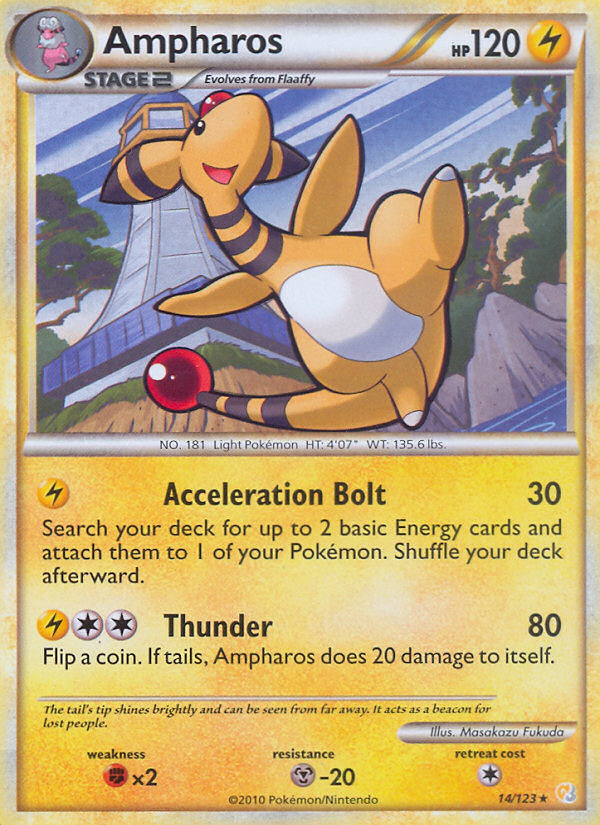 Ampharos
HP120
STAGE 2
Evolves from Flaaffy
NO. 181 Light Pokémon HT: 4'07" WT: 135.6 lbs.
Acceleration Bolt 30
Search your deck for up to 2 basic Energy cards and
attach them to 1 of your Pokémon. Shuffle your deck
afterward.
Thunder 80
Flip a coin. If tails, Ampharos does 20 damage to itself.
The tail's tip shines brightly and can be seen from far away. It acts as a beacon for
lost people.
Illus. Masakazu Fukuda
weakness resistance retreat cost
×2 -20
©2010 Pokémon/Nintendo 14/123 ★